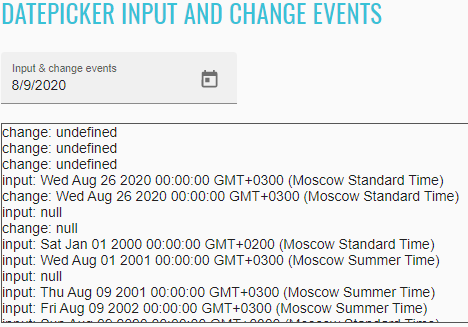 DATEPICKER INPUT AND CHANGE EVENTS
Input & change events
8/9/2020
change: undefined
change: undefined
change: undefined
input: Wed Aug 26 2020 00:00:00 GMT+0300 (Moscow Standard Time)
change: Wed Aug 26 2020 00:00:00 GMT+0300 (Moscow Standard Time)
input: null
change: null
input: Sat Jan 01 2000 00:00:00 GMT+0200 (Moscow Standard Time)
input: Wed Aug 01 2001 00:00:00 GMT+0300 (Moscow Summer Time)
input: null
input: Thu Aug 09 2001 00:00:00 GMT+0300 (Moscow Summer Time)
input: Fri Aug 09 2002 00:00:00 GMT+0300 (Moscow Summer Time)